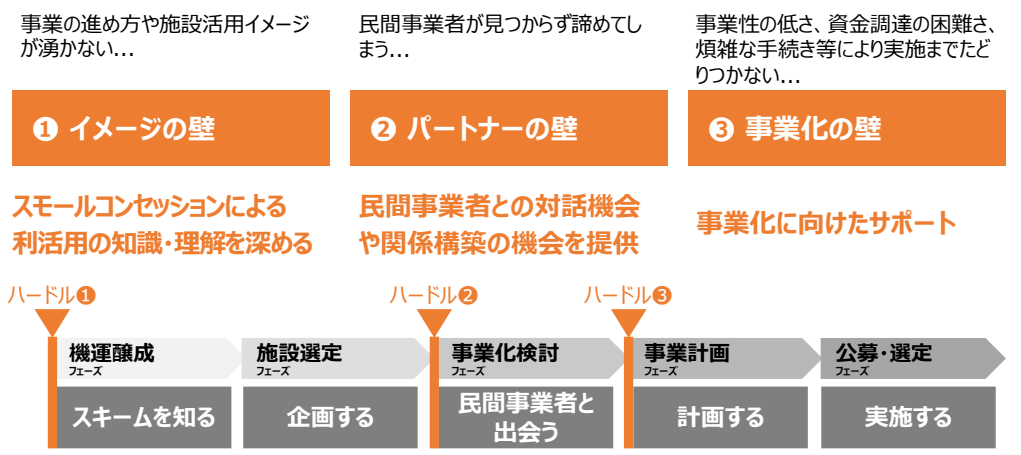 事業の進め方や施設活用イメージ
が湧かない…
民間事業者が見つからず諦めてし
まう…
事業性の低さ、資金調達の困難さ、
煩雑な手続き等により実施までたど
りつかない…
❶ イメージの壁
❷ パートナーの壁
❸ 事業化の壁
スモールコンセッションによる
利活用の知識・理解を深める
民間事業者との対話機会
や関係構築の機会を提供
事業化に向けたサポート
ハードル❶
ハードル❷
ハードル❸
機運醸成
フェーズ
施設選定
フェーズ
事業化検討
フェーズ
事業計画
フェーズ
公募・選定
フェーズ
スキームを知る
企画する
民間事業者と
出会う
計画する
実施する